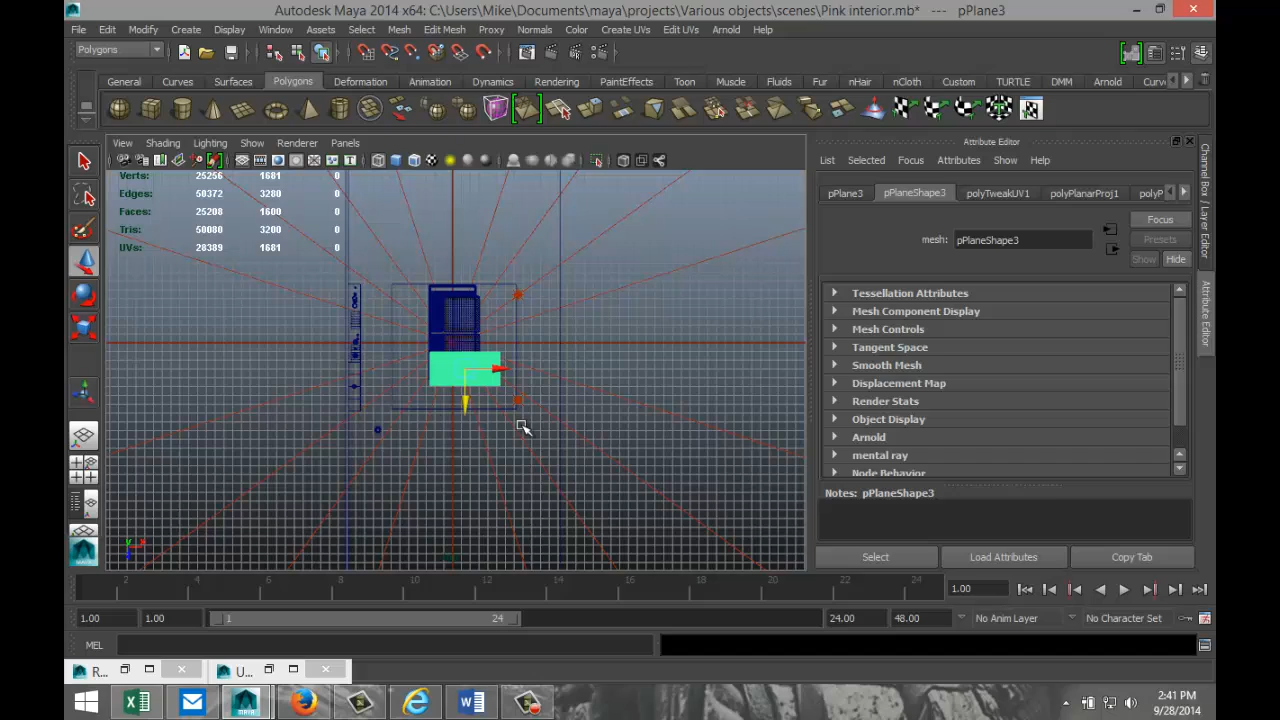 Autodesk Maya 2014 x64: C:\Users\Mike\Documents\maya\projects\Various objects\scenes\Pink interior.mb* --- pPlane3
File Edit Modify Create Display Window Assets Select Mesh Edit Mesh Proxy Normals Color Create UVs Edit UVs Arnold Help
Polygons
General Curves Surfaces Polygons Deformation Animation Dynamics Rendering PaintEffects Toon Muscle Fluids Fur nHair nCloth Custom TURTLE DMM Arnold Curv
View Shading Lighting Show Renderer Panels
Attribute Editor
List Selected Focus Attributes Show Help
Verts: 25256 1681 0
Edges: 50372 3280 0
Faces: 25208 1600 0
Tris: 50080 3200 0
UVs: 28389 1681 0
pPlane3 pPlaneShape3 polyTweakUV1 polyPlanarProj1 polyP
Focus
mesh: pPlaneShape3
Presets
Show Hide
Tessellation Attributes
Mesh Component Display
Mesh Controls
Tangent Space
Smooth Mesh
Displacement Map
Render Stats
Object Display
Arnold
mental ray
Node Behavior
Notes: pPlaneShape3
Select Load Attributes Copy Tab
Channel Box / Layer Editor
Attribute Editor
2 4 6 8 10 12 14 16 18 20 22 24
1.00
1.00 1.00 1 24 24.00 48.00 No Anim Layer No Character Set
MEL
R... U...
2:41 PM
9/28/2014